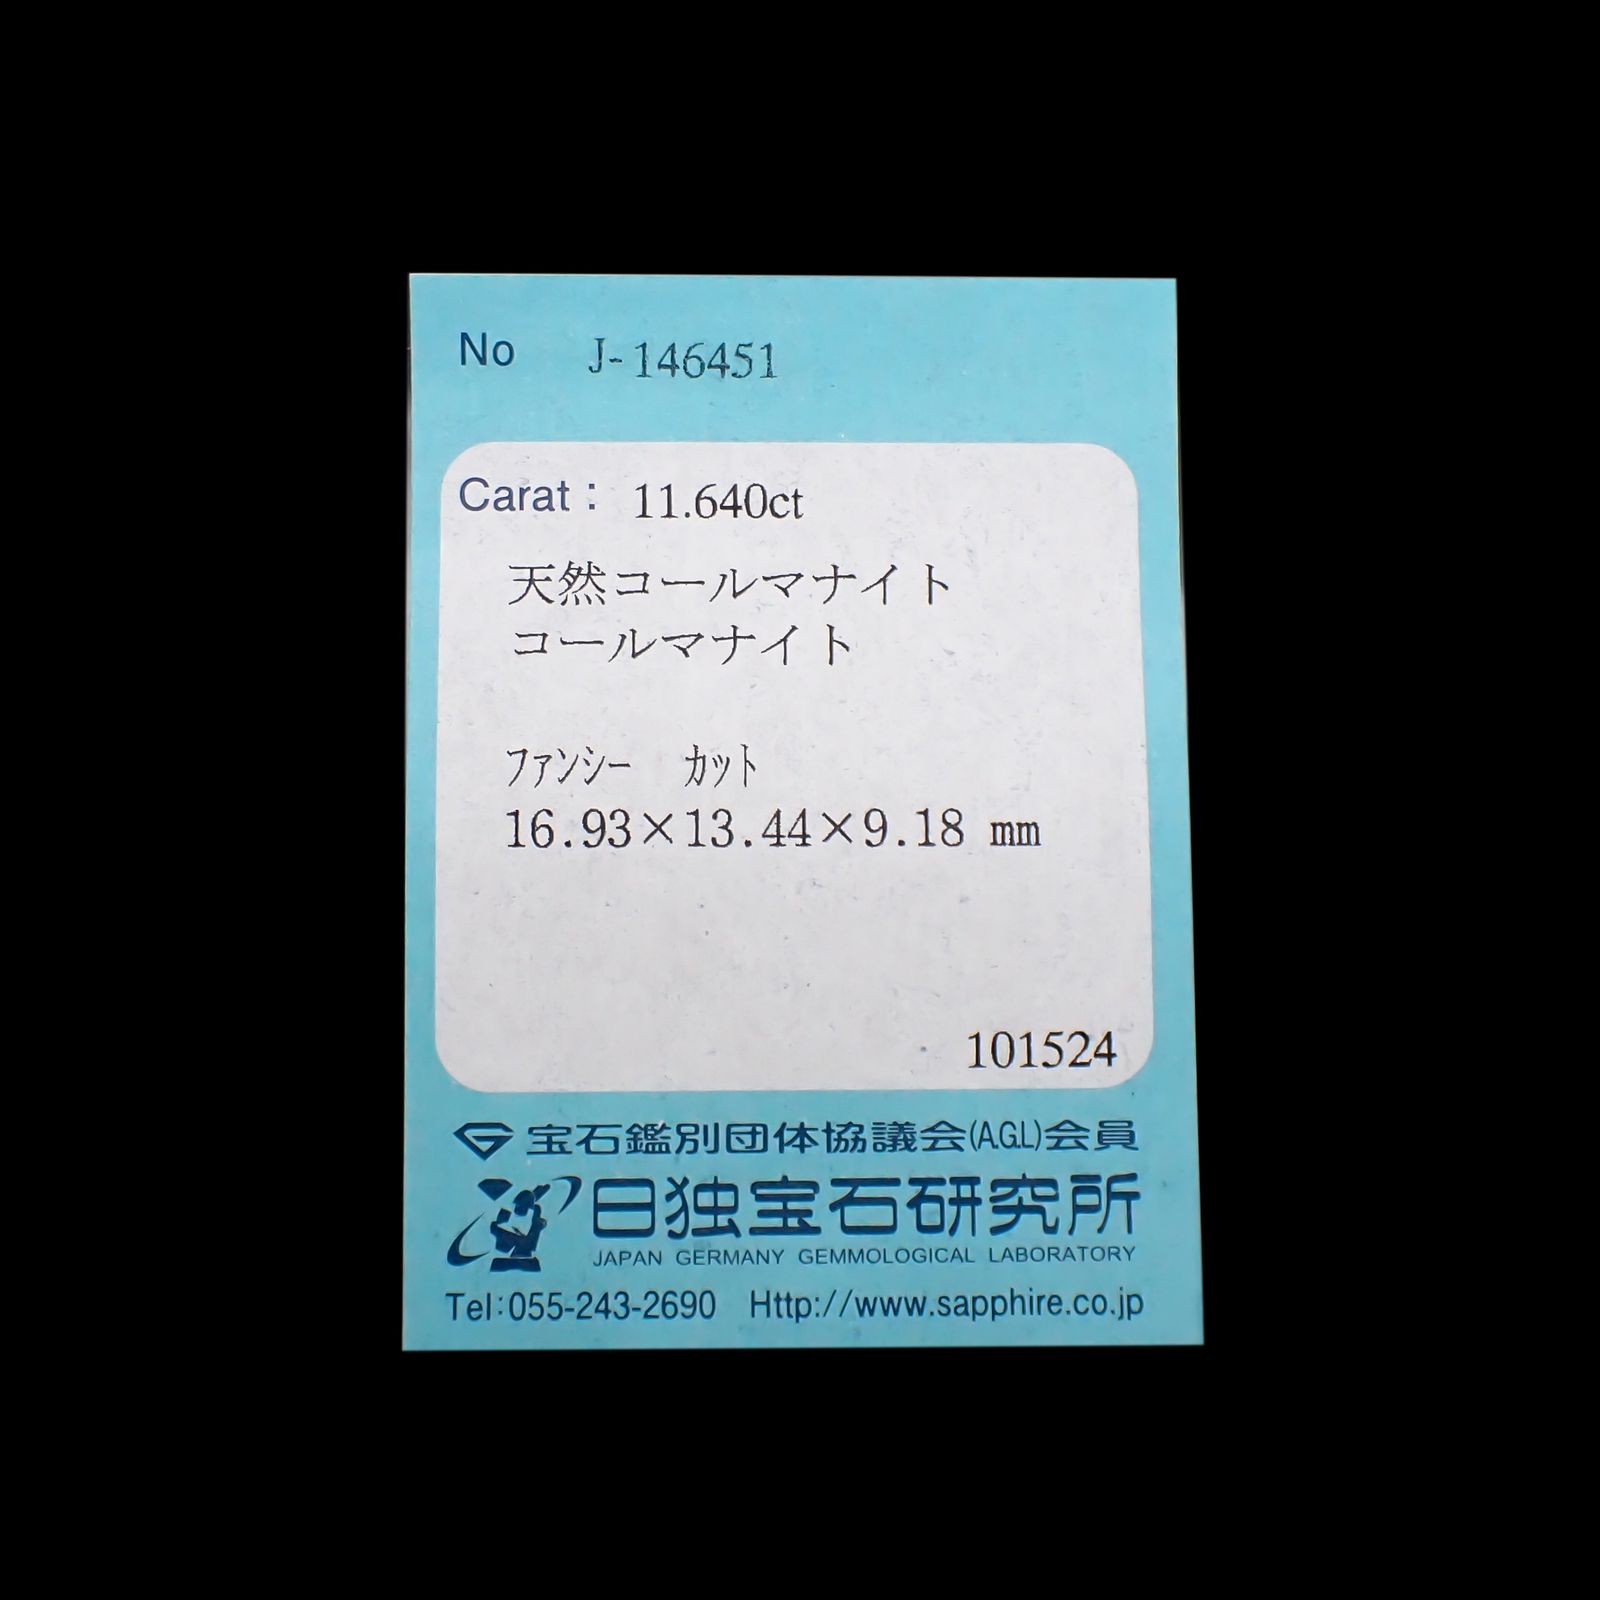 No J-146451
Carat: 11.640ct
天然コールマナイト
コールマナイト
ファンシー カット
16.93×13.44×9.18 mm
101524
宝石鑑別団体協議会(A.G.L)会員
日独宝石研究所
JAPAN GERMANY GEMMOLOGICAL LABORATORY
Tel:055-243-2690 Http://www.sapphire.co.jp